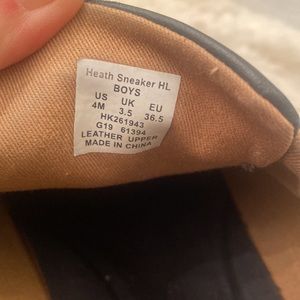 Heath Sneaker HL
BOYS
US UK EU
4M 3.5 36.5
HK261943
G19 61394
LEATHER UPPER
MADE IN CHINA